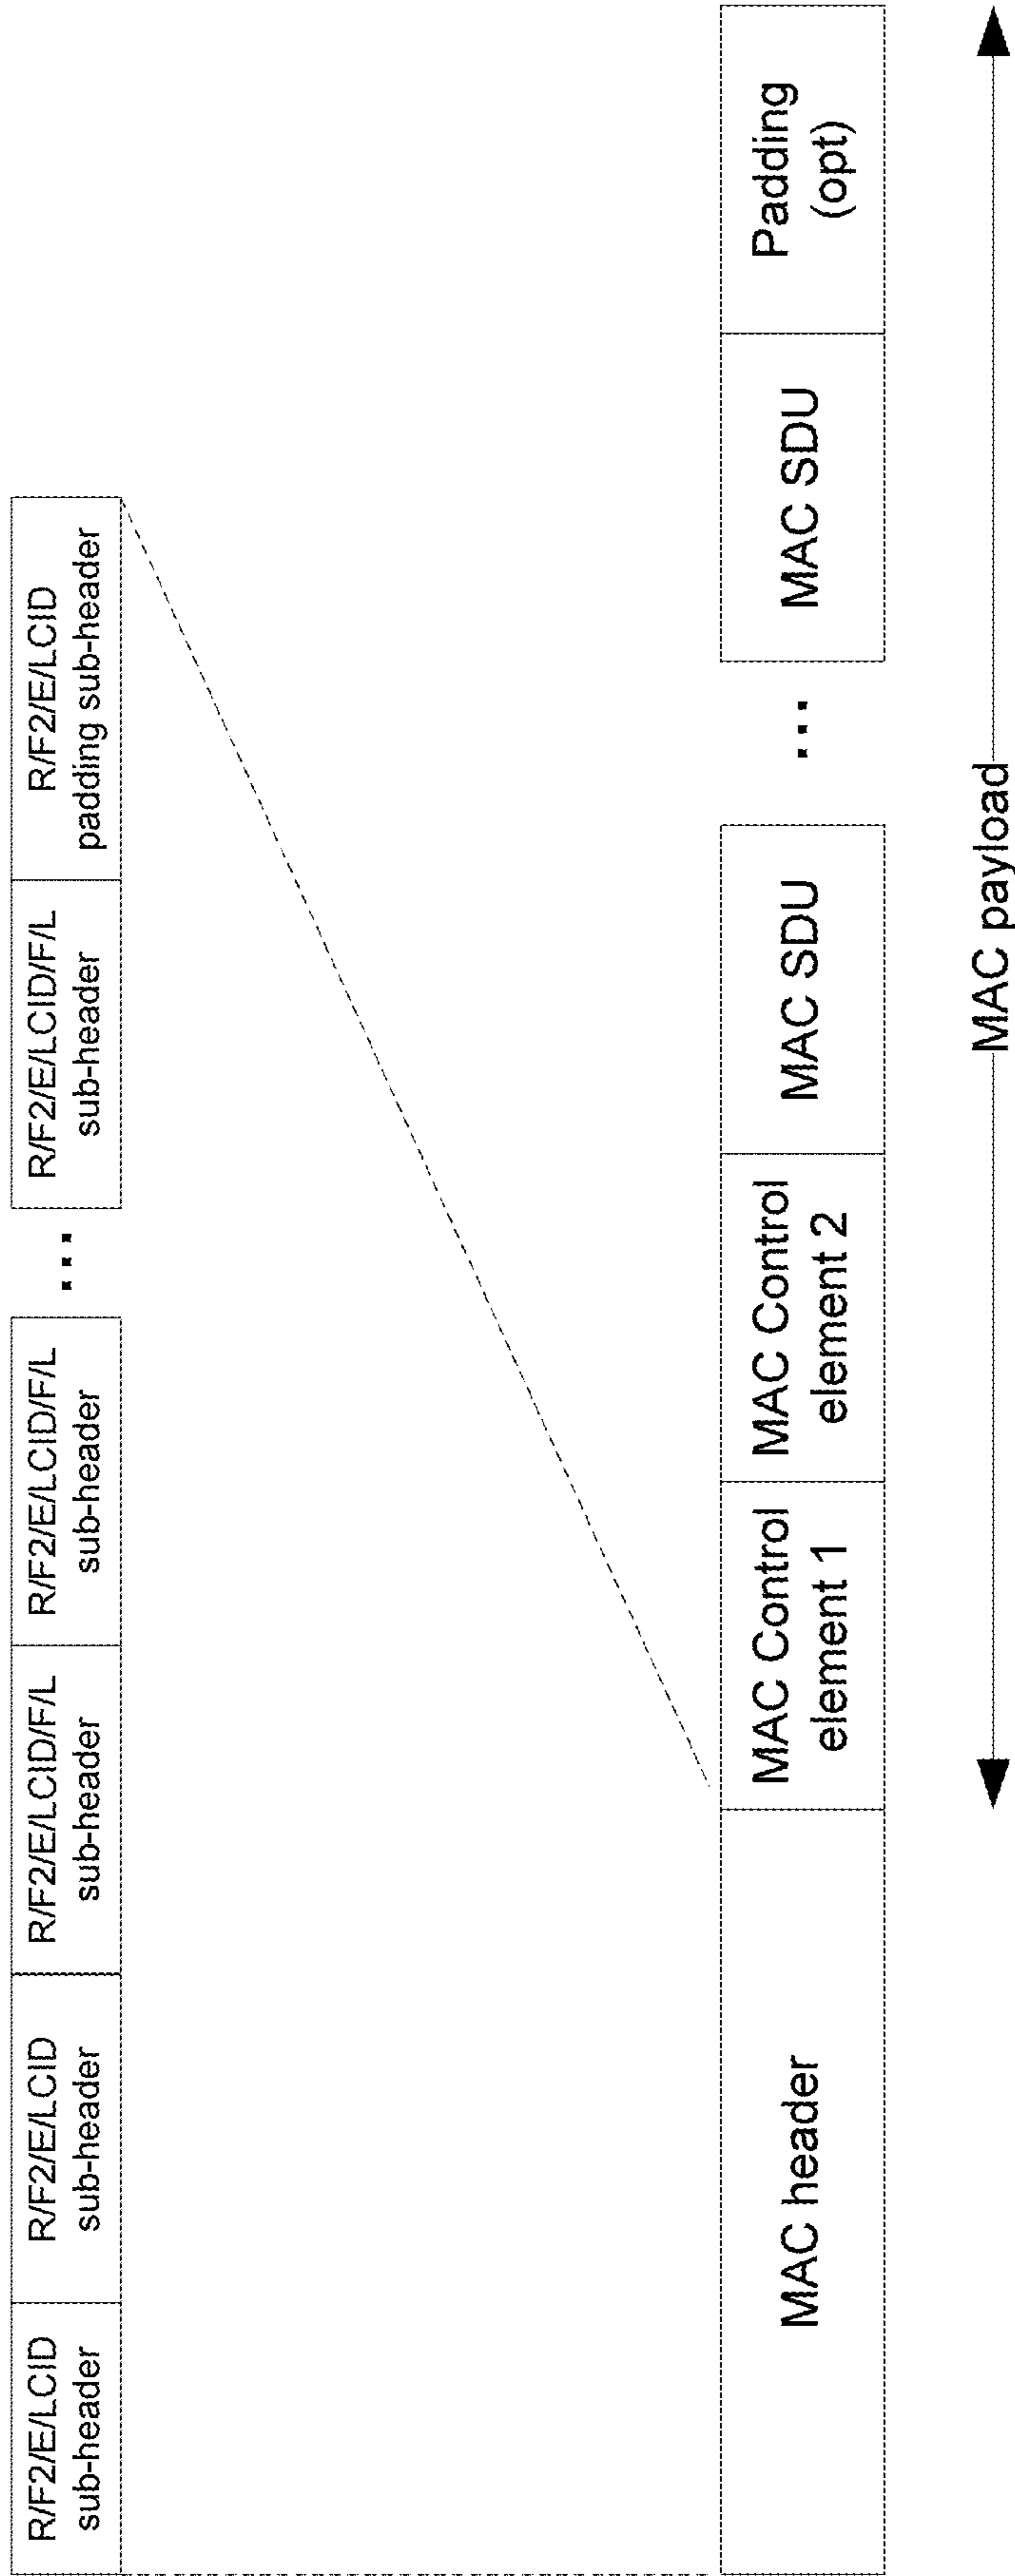 R/F2/E/LCID
sub-header
R/F2/E/LCID
sub-header
R/F2/E/LCID/F/L
sub-header
R/F2/E/LCID/F/L
sub-header
...
R/F2/E/LCID/F/L
sub-header
R/F2/E/LCID
padding sub-header
MAC header
MAC Control
element 1
MAC Control
element 2
MAC SDU
...
MAC SDU
Padding
(opt)
MAC payload